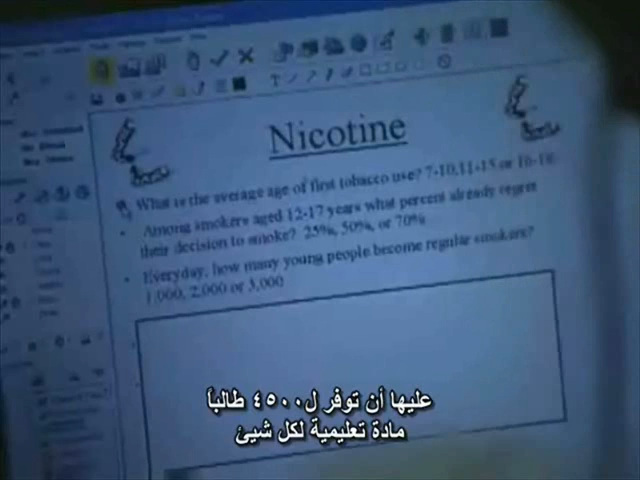 Nicotine
What is the average age of first tobacco use? 7-10,11-15 or 16-18
Among smokers aged 12-17 years what percent already regret
their decision to smoke? 25%, 50%, or 70%
Everyday, how many young people become regular smokers?
1,000, 2,000 or 3,000
عليها أن توفر ل٤٥٠٠ طالباً
مادة تعليمية لكل شيئ